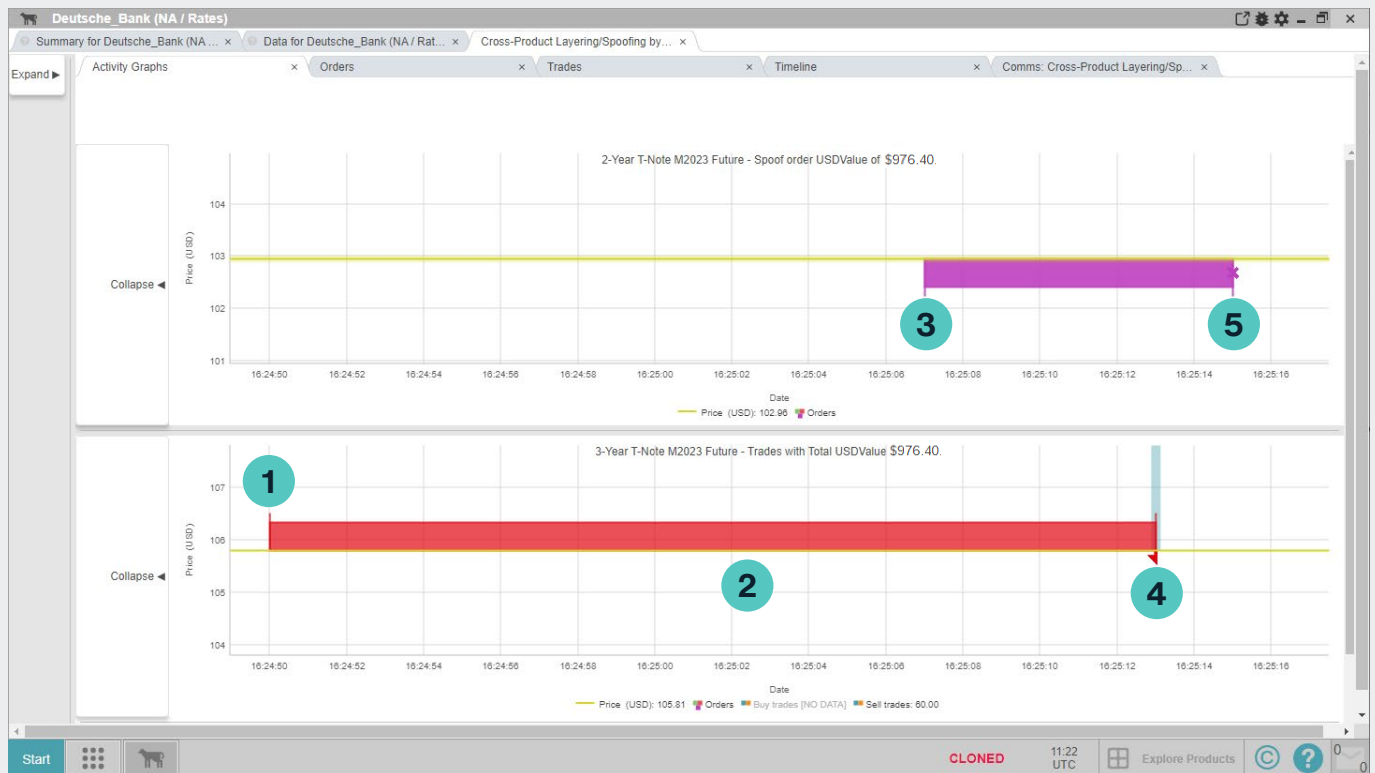 Deutsche_Bank (NA / Rates)
Summary for Deutsche_Bank (NA ... × Data for Deutsche_Bank (NA / Rat... × Cross-Product Layering/Spoofing by... ×
Expand ▶
Activity Graphs × Orders × Trades × Timeline × Comms: Cross-Product Layering/Sp... ×
2-Year T-Note M2023 Future - Spoof order USDValue of $976.40.
Collapse ◀
Price (USD)
104
103
102
101
3
5
16:24:50 16:24:52 16:24:54 16:24:56 16:24:58 16:25:00 16:25:02 16:25:04 16:25:06 16:25:08 16:25:10 16:25:12 16:25:14 16:25:16
Date
Price (USD): 102.96 Orders
3-Year T-Note M2023 Future - Trades with Total USDValue $976.40.
Collapse ◀
Price (USD)
107
106
105
104
1
2
4
16:24:50 16:24:52 16:24:54 16:24:56 16:24:58 16:25:00 16:25:02 16:25:04 16:25:06 16:25:08 16:25:10 16:25:12 16:25:14 16:25:16
Date
Price (USD): 105.81 Orders Buy trades [NO DATA] Sell trades: 60.00
Start
CLONED
11:22
UTC
Explore Products
©
?
0
0